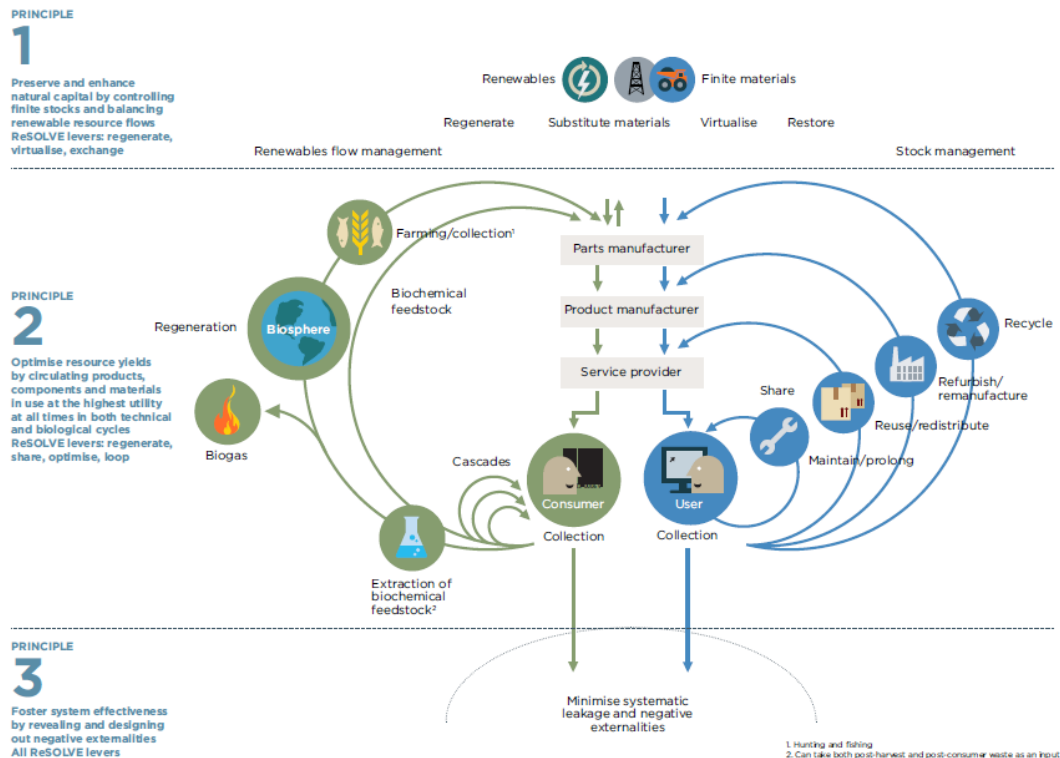 PRINCIPLE
1
Preserve and enhance
natural capital by controlling
finite stocks and balancing
renewable resource flows
ReSOLVE levers: regenerate,
virtualise, exchange
Renewables
Finite materials
Regenerate
Substitute materials
Virtualise
Restore
Renewables flow management
Stock management
PRINCIPLE
2
Optimise resource yields
by circulating products,
components and materials
in use at the highest utility
at all times in both technical
and biological cycles
ReSOLVE levers: regenerate,
share, optimise, loop
Farming/collection¹
Parts manufacturer
Biochemical
feedstock
Regeneration
Biosphere
Product manufacturer
Recycle
Service provider
Share
Refurbish/
remanufacture
Reuse/redistribute
Biogas
Cascades
Maintain/prolong
Consumer
User
Collection
Collection
Extraction of
biochemical
feedstock²
PRINCIPLE
3
Foster system effectiveness
by revealing and designing
out negative externalities
All ReSOLVE levers
Minimise systematic
leakage and negative
externalities
1. Hunting and fishing
2. Can take both post-harvest and post-consumer waste as an input